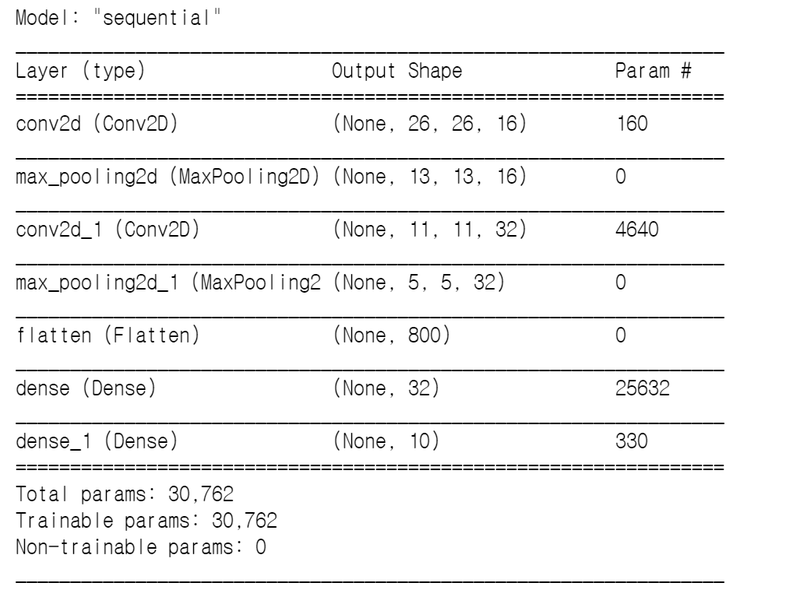 Model: "sequential"
_________________________________________________________________
Layer (type)                 Output Shape              Param #
=================================================================
conv2d (Conv2D)              (None, 26, 26, 16)        160
_________________________________________________________________
max_pooling2d (MaxPooling2D) (None, 13, 13, 16)        0
_________________________________________________________________
conv2d_1 (Conv2D)            (None, 11, 11, 32)        4640
_________________________________________________________________
max_pooling2d_1 (MaxPooling2 (None, 5, 5, 32)          0
_________________________________________________________________
flatten (Flatten)            (None, 800)               0
_________________________________________________________________
dense (Dense)                (None, 32)                25632
_________________________________________________________________
dense_1 (Dense)              (None, 10)                330
=================================================================
Total params: 30,762
Trainable params: 30,762
Non-trainable params: 0
_________________________________________________________________